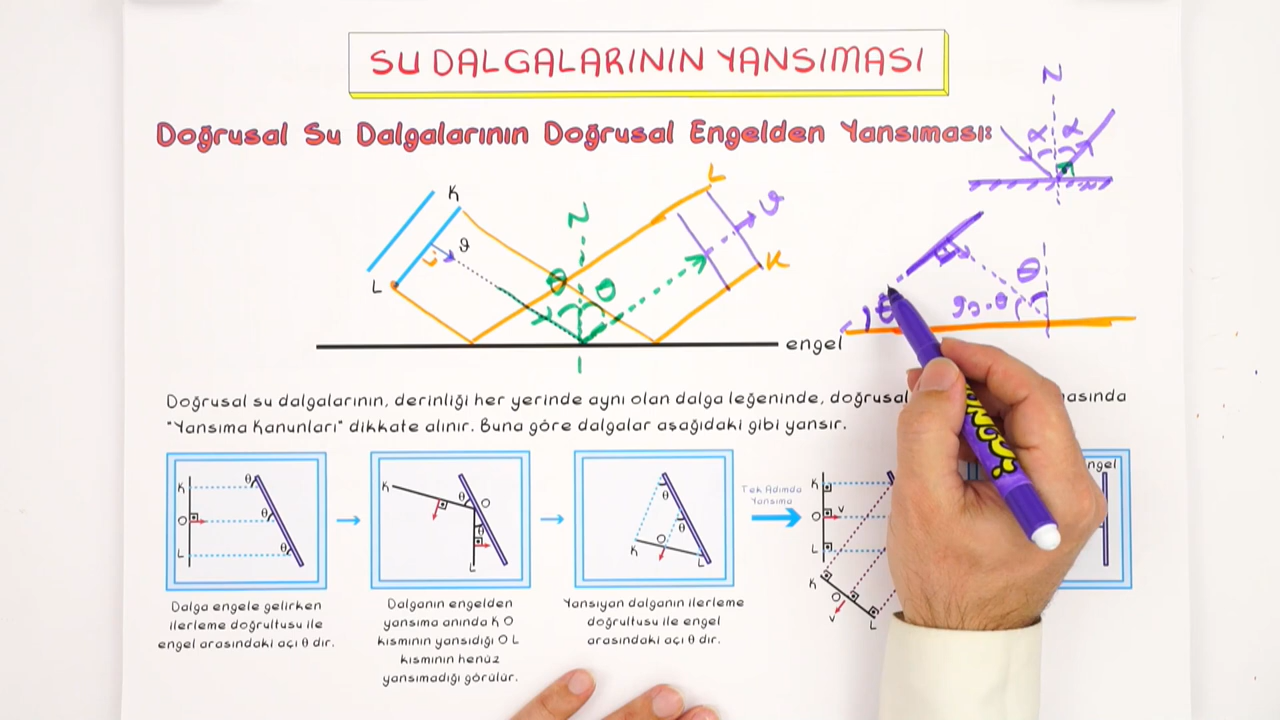 SU DALGALARININ YANSIMASI
Doğrusal Su Dalgalarının Doğrusal Engelden Yansıması:
N
α α
K
L
ϑ
N
θ θ
L
K
ϑ
engel
θ
θ
90-θ
Doğrusal su dalgalarının, derinliği her yerinde aynı olan dalga leğeninde, doğrusal
"Yansıma Kanunları" dikkate alınır. Buna göre dalgalar aşağıdaki gibi yansır.
K
O
L
θ
θ
θ
K
θ
O
θ
L
θ
θ
K
O
L
Tek Adımda
Yansıma
K
O
V
L
K
O
V
L
ngel
Dalga engele gelirken
ilerleme doğrultusu ile
engel arasındaki açı θ dır.
Dalganın engelden
yansıma anında K O
kısmının yansıdığı O L
kısmının henüz
yansımadığı görülür.
Yansıyan dalganın ilerleme
doğrultusu ile engel
arasındaki açı θ dır.